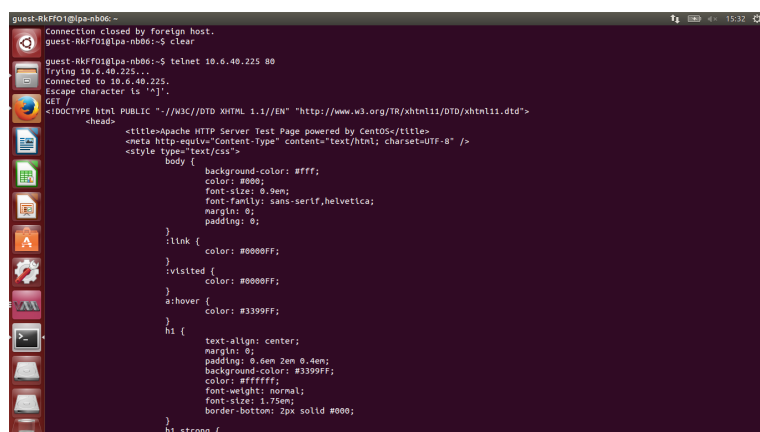 guest-RkFfO1@lpa-nb06: ~
15:32
Connection closed by foreign host.
guest-RkFfO1@lpa-nb06:~$ clear
guest-RkFfO1@lpa-nb06:~$ telnet 10.6.40.225 80
Trying 10.6.40.225...
Connected to 10.6.40.225.
Escape character is '^]'.
GET /
<!DOCTYPE html PUBLIC "-//W3C//DTD XHTML 1.1//EN" "http://www.w3.org/TR/xhtml11/DTD/xhtml11.dtd">
<head>
<title>Apache HTTP Server Test Page powered by CentOS</title>
<meta http-equiv="Content-Type" content="text/html; charset=UTF-8" />
<style type="text/css">
body {
background-color: #fff;
color: #000;
font-size: 0.9em;
font-family: sans-serif,helvetica;
margin: 0;
padding: 0;
}
:link {
color: #0000FF;
}
:visited {
color: #0000FF;
}
a:hover {
color: #3399FF;
}
h1 {
text-align: center;
margin: 0;
padding: 0.6em 2em 0.4em;
background-color: #3399FF;
color: #ffffff;
font-weight: normal;
font-size: 1.75em;
border-bottom: 2px solid #000;
}
h1 strong {